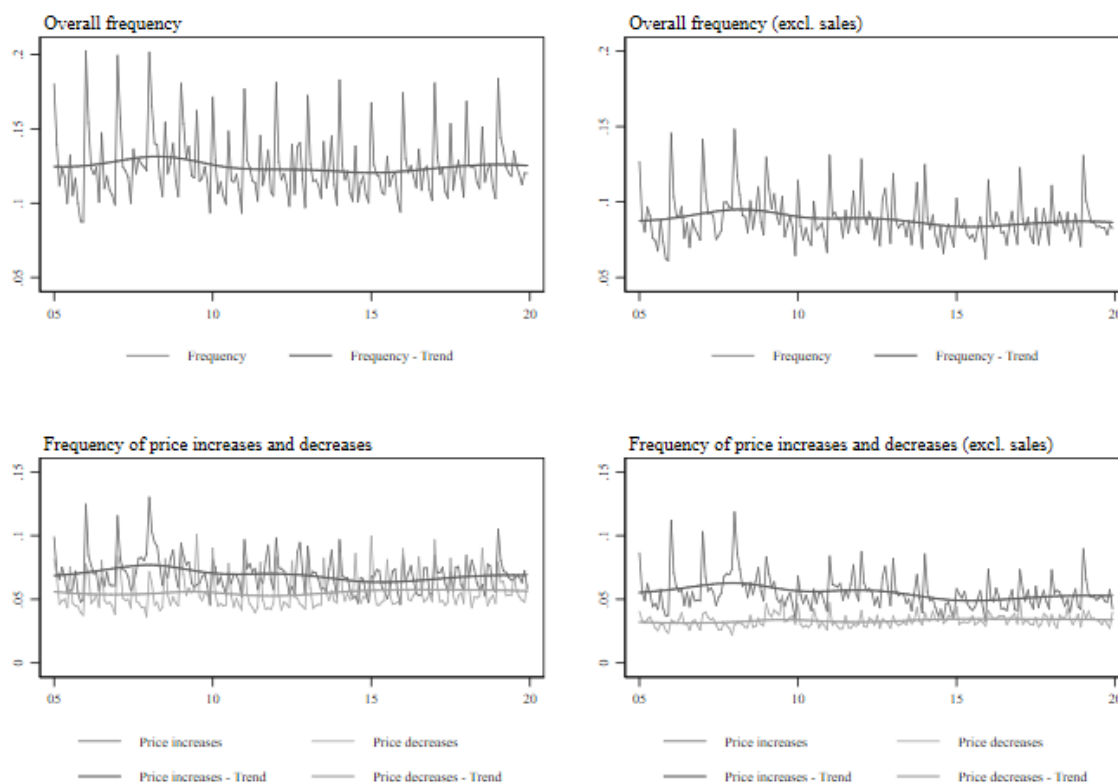 Overall frequency
.2
.15
.1
.05
05 10 15 20
Frequency Frequency - Trend
Overall frequency (excl. sales)
.2
.15
.1
.05
05 10 15 20
Frequency Frequency - Trend
Frequency of price increases and decreases
.15
.1
.05
0
05 10 15 20
Price increases Price decreases
Price increases - Trend Price decreases - Trend
Frequency of price increases and decreases (excl. sales)
.15
.1
.05
0
05 10 15 20
Price increases Price decreases
Price increases - Trend Price decreases - Trend